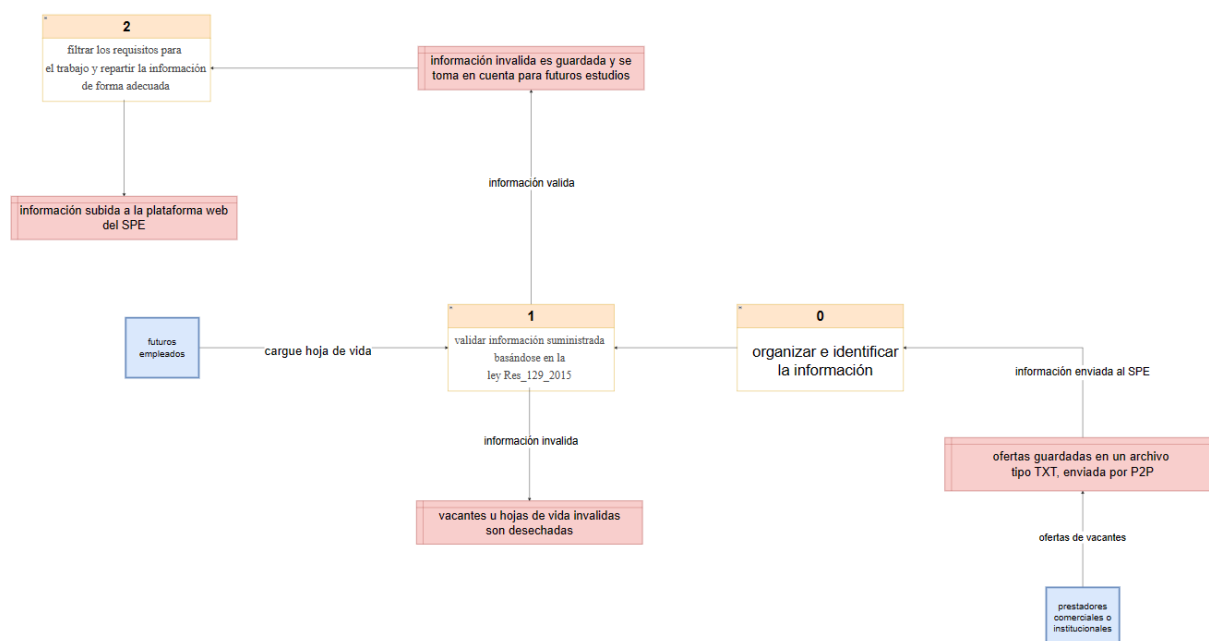 2
filtrar los requisitos para
el trabajo y repartir la información
de forma adecuada
información invalida es guardada y se
toma en cuenta para futuros estudios
información valida
información subida a la plataforma web
del SPE
futuros
empleados
cargue hoja de vida
1
validar información suministrada
basándose en la
ley Res_129_2015
0
organizar e identificar
la información
información enviada al SPE
información invalida
ofertas guardadas en un archivo
tipo TXT, enviada por P2P
vacantes u hojas de vida invalidas
son desechadas
ofertas de vacantes
prestadores
comerciales o
institucionales